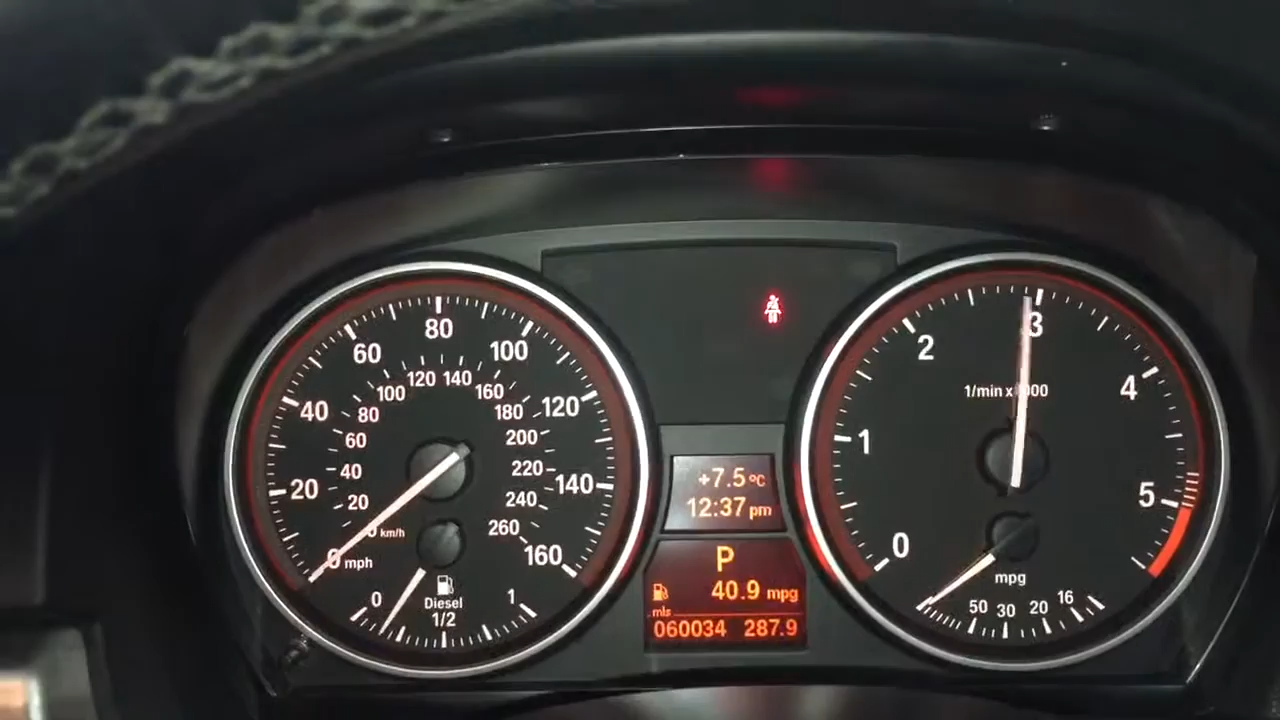 80
60
100
120 140
100
160
40
80
180
120
60
200
40
220
140
20
20
240
0 km/h
260
0 mph
160
0
Diesel
1
1/2
+7.5°C
12:37 pm
P
40.9 mpg
mls
060034 287.9
3
2
1/min x1000
4
1
5
0
mpg
50 30 20 16